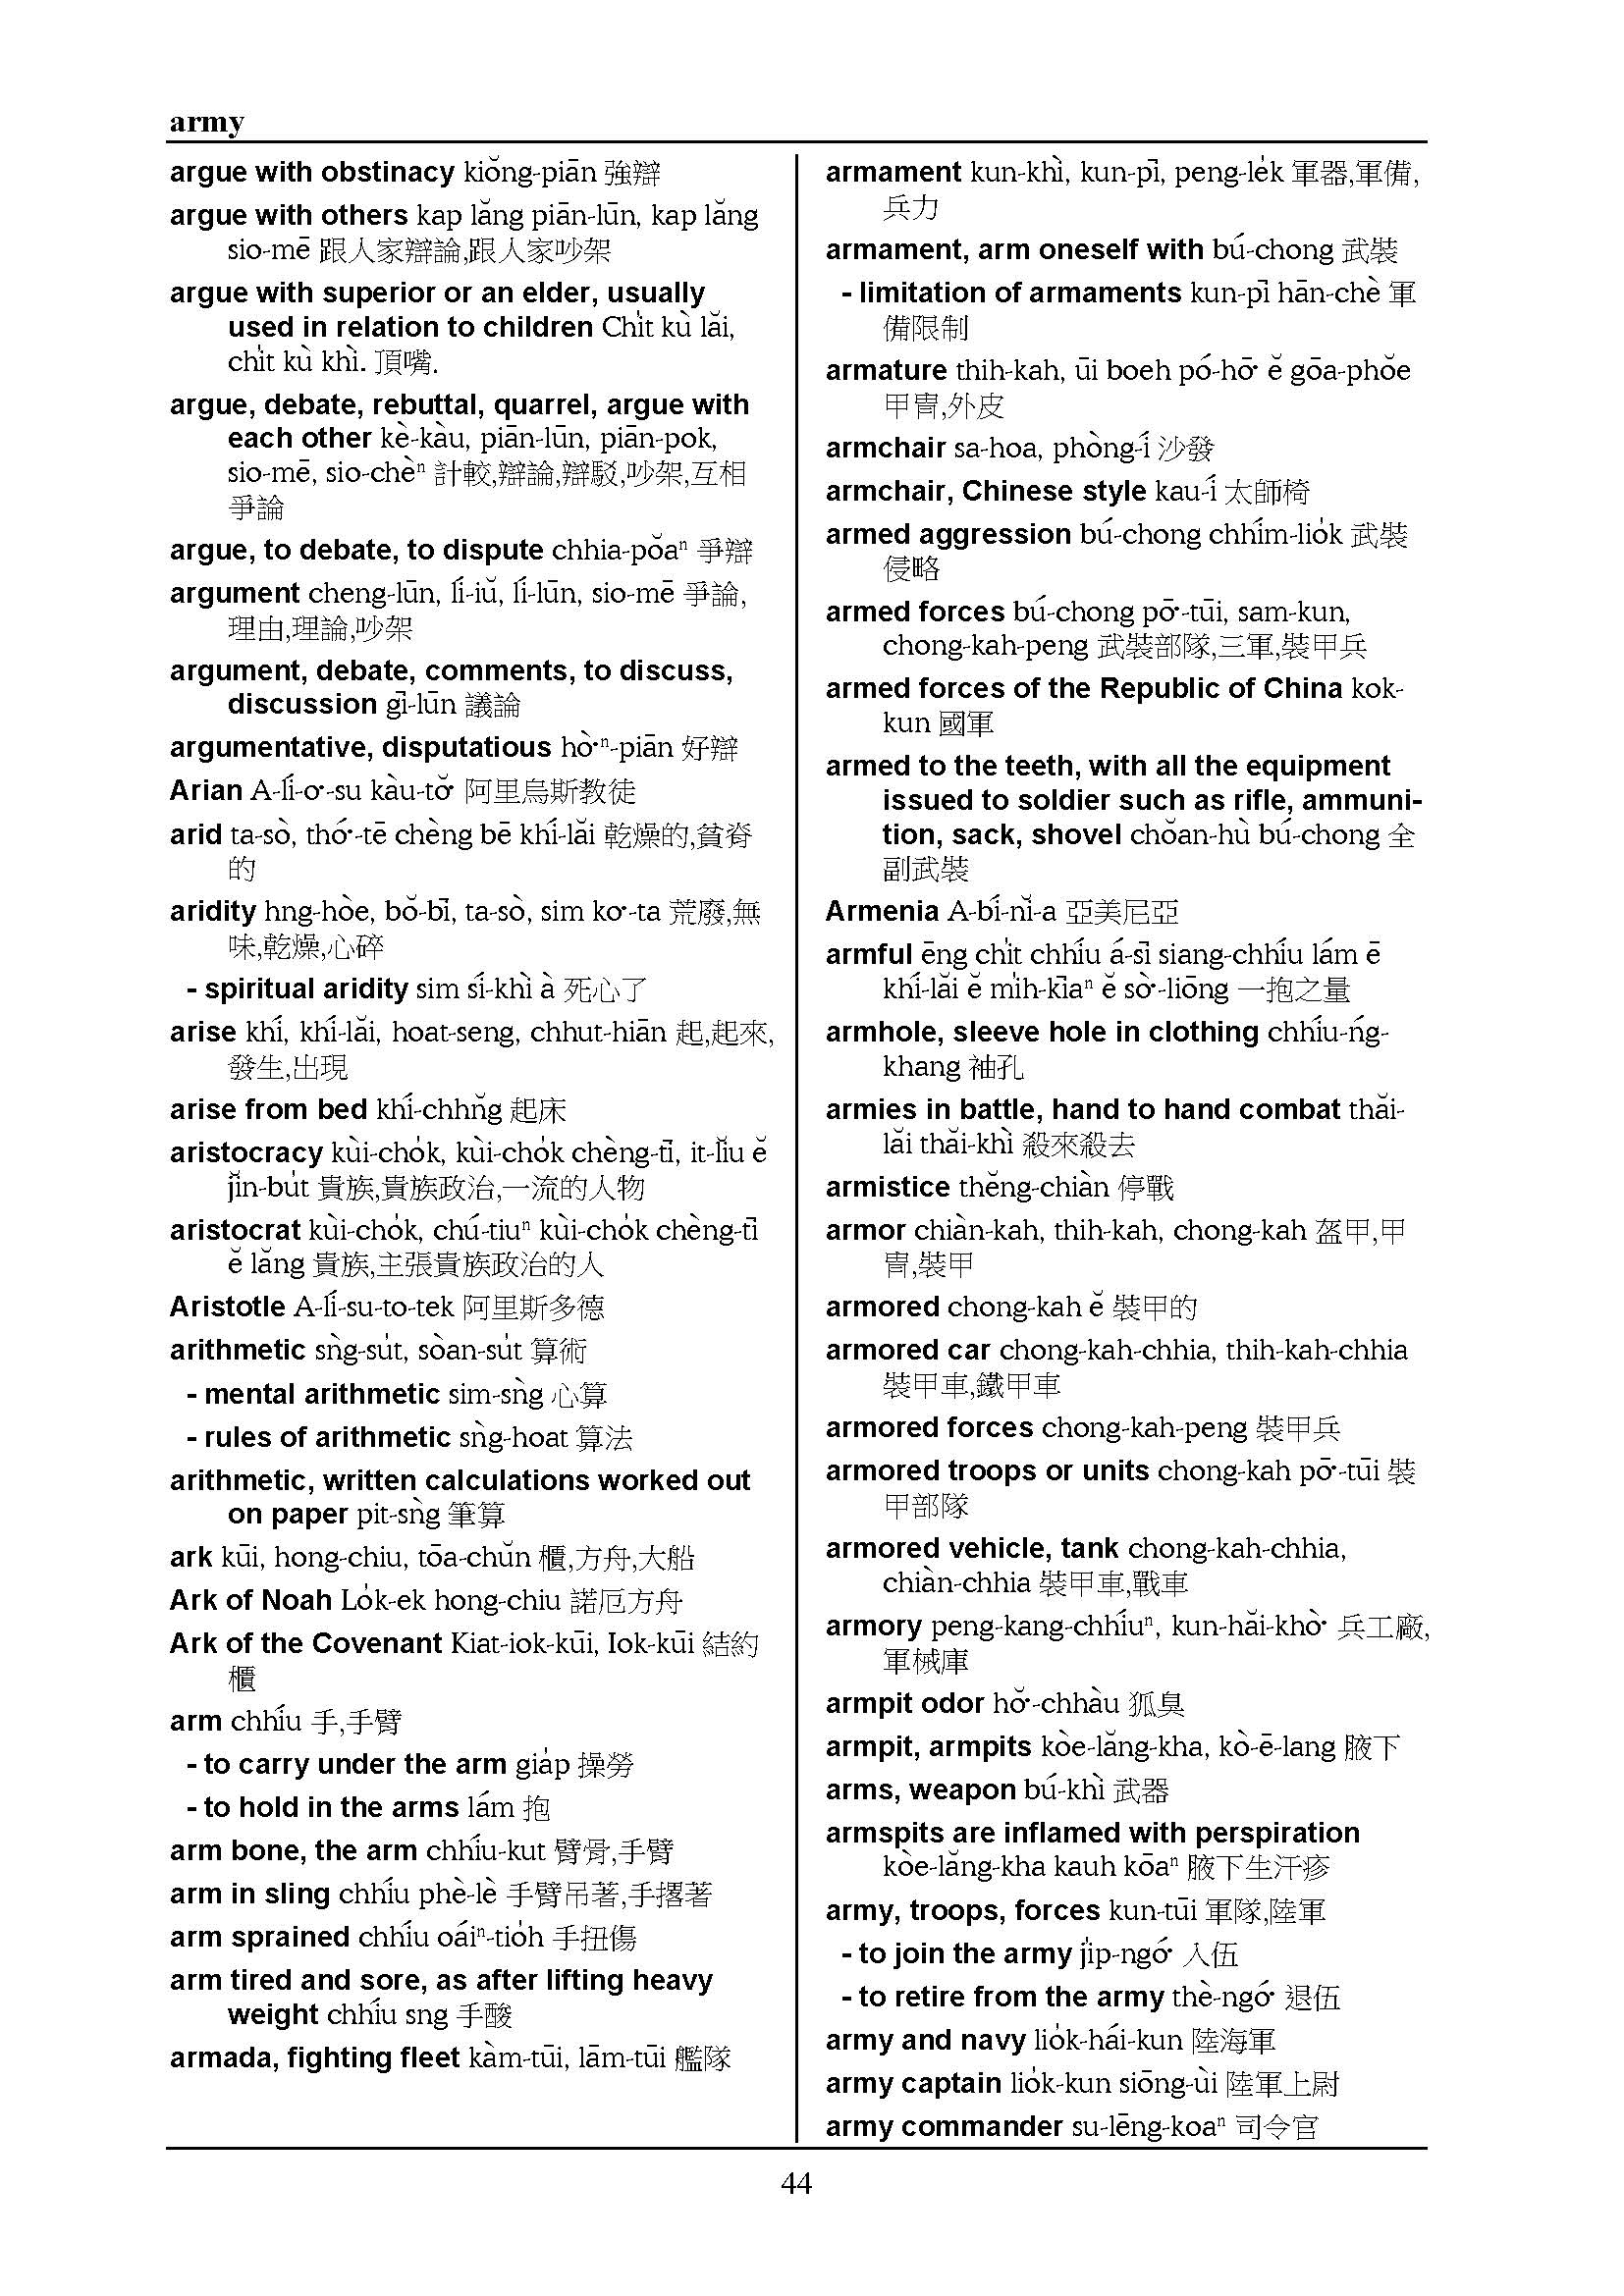 army
argue with obstinacy kiŏng-piān 強辯
argue with others kap lăng piān-lūn, kap lăng
sio-mē 跟人家辯論,跟人家吵架
argue with superior or an elder, usually
used in relation to children Chi̍t kù lăi,
chi̍t kù khì. 頂嘴.
argue, debate, rebuttal, quarrel, argue with
each other kè-kàu, piān-lūn, piān-pok,
sio-mē, sio-chèⁿ 計較,辯論,辯駁,吵架,互相
爭論
argue, to debate, to dispute chhia-pŏaⁿ 爭辯
argument cheng-lūn, lí-iŭ, lí-lūn, sio-mē 爭論,
理由,理論,吵架
argument, debate, comments, to discuss,
discussion gī-lūn 議論
argumentative, disputatious hò͘ⁿ-piān 好辯
Arian A-lí-o͘-su kàu-tŏ͘ 阿里烏斯教徒
arid ta-sò, thó͘-tē chèng bē khí-lăi 乾燥的,貧脊
的
aridity hng-hòe, bŏ-bī, ta-sò, sim ko͘-ta 荒廢,無
味,乾燥,心碎
- spiritual aridity sim sí-khì à 死心了
arise khí, khí-lăi, hoat-seng, chhut-hiān 起,起來,
發生,出現
arise from bed khí-chhn̆g 起床
aristocracy kùi-cho̍k, kùi-cho̍k chèng-tī, it-lĭu ĕ
jĭn-bu̍t 貴族,貴族政治,一流的人物
aristocrat kùi-cho̍k, chú-tiuⁿ kùi-cho̍k chèng-tī
ĕ lăng 貴族,主張貴族政治的人
Aristotle A-lí-su-to-tek 阿里斯多德
arithmetic sǹg-su̍t, sòan-su̍t 算術
- mental arithmetic sim-sǹg 心算
- rules of arithmetic sǹg-hoat 算法
arithmetic, written calculations worked out
on paper pit-sǹg 筆算
ark kūi, hong-chiu, tōa-chŭn 櫃,方舟,大船
Ark of Noah Lo̍k-ek hong-chiu 諾厄方舟
Ark of the Covenant Kiat-iok-kūi, Iok-kūi 結約
櫃
arm chhíu 手,手臂
- to carry under the arm gia̍p 操勞
- to hold in the arms lám 抱
arm bone, the arm chhíu-kut 臂骨,手臂
arm in sling chhíu phè-lè 手臂吊著,手撂著
arm sprained chhíu oáiⁿ-tio̍h 手扭傷
arm tired and sore, as after lifting heavy
weight chhíu sng 手酸
armada, fighting fleet kàm-tūi, lām-tūi 艦隊
armament kun-khì, kun-pī, peng-le̍k 軍器,軍備,
兵力
armament, arm oneself with bú-chong 武裝
- limitation of armaments kun-pī hān-chè 軍
備限制
armature thih-kah, ūi boeh pó-hō͘ ĕ gōa-phŏe
甲冑,外皮
armchair sa-hoa, phòng-í 沙發
armchair, Chinese style kau-í 太師椅
armed aggression bú-chong chhím-lio̍k 武裝
侵略
armed forces bú-chong pō͘-tūi, sam-kun,
chong-kah-peng 武裝部隊,三軍,裝甲兵
armed forces of the Republic of China kok-
kun 國軍
armed to the teeth, with all the equipment
issued to soldier such as rifle, ammuni-
tion, sack, shovel chŏan-hù bú-chong 全
副武裝
Armenia A-bí-nĭ-a 亞美尼亞
armful ēng chi̍t chhíu á-sī siang-chhíu lám ē
khí-lăi ĕ mi̍h-kīaⁿ ĕ sò͘-liōng 一抱之量
armhole, sleeve hole in clothing chhíu-ńg-
khang 袖孔
armies in battle, hand to hand combat thăi-
lăi thăi-khì 殺來殺去
armistice thĕng-chiàn 停戰
armor chiàn-kah, thih-kah, chong-kah 盔甲,甲
冑,裝甲
armored chong-kah ĕ 裝甲的
armored car chong-kah-chhia, thih-kah-chhia
裝甲車,鐵甲車
armored forces chong-kah-peng 裝甲兵
armored troops or units chong-kah pō͘-tūi 裝
甲部隊
armored vehicle, tank chong-kah-chhia,
chiàn-chhia 裝甲車,戰車
armory peng-kang-chhíuⁿ, kun-hăi-khò͘ 兵工廠,
軍械庫
armpit odor hŏ͘-chhàu 狐臭
armpit, armpits kòe-lăng-kha, kò-ē-lang 腋下
arms, weapon bú-khì 武器
armspits are inflamed with perspiration
kòe-lăng-kha kauh kōaⁿ 腋下生汗疹
army, troops, forces kun-tūi 軍隊,陸軍
- to join the army ji̍p-ngó͘ 入伍
- to retire from the army thè-ngó͘ 退伍
army and navy lio̍k-hái-kun 陸海軍
army captain lio̍k-kun siōng-ùi 陸軍上尉
army commander su-lēng-koaⁿ 司令官
44